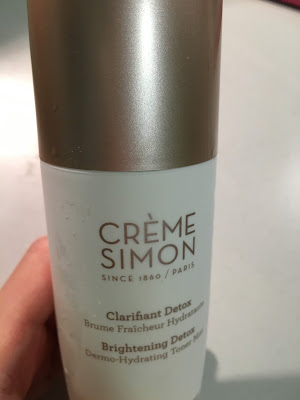 CRÈME
SIMON
SINCE 1860 / PARIS
Clarifiant Detox
Brume Fraîcheur Hydratante
Brightening Detox
Dermo-Hydrating Toner Mist